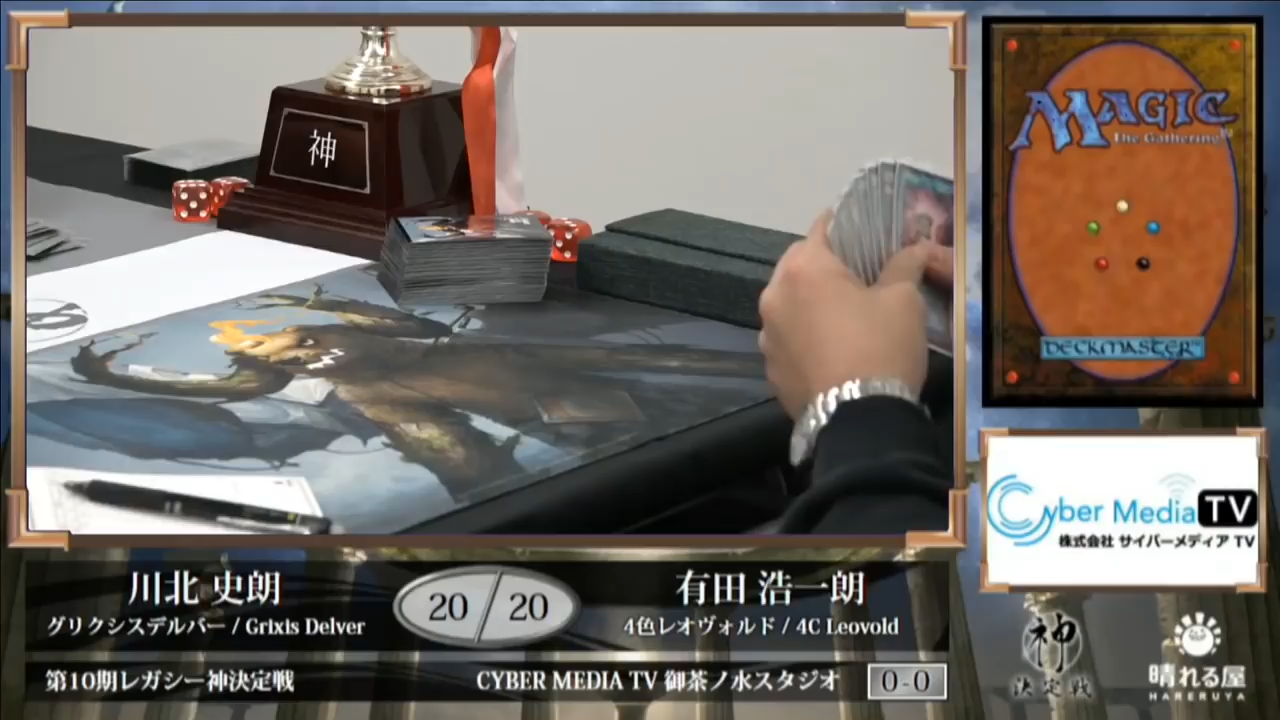 神
MAGIC
The Gathering
DECKMASTER
Cyber Media TV
株式会社 サイバーメディア TV
川北 史朗
グリクシスデルバー / Grixis Delver
20 / 20
有田 浩一朗
4色レオヴォルド / 4C Leovold
第10期レガシー神決定戦
CYBER MEDIA TV 御茶ノ水スタジオ
0-0
神
決定戦
晴れる屋
HARERUYA